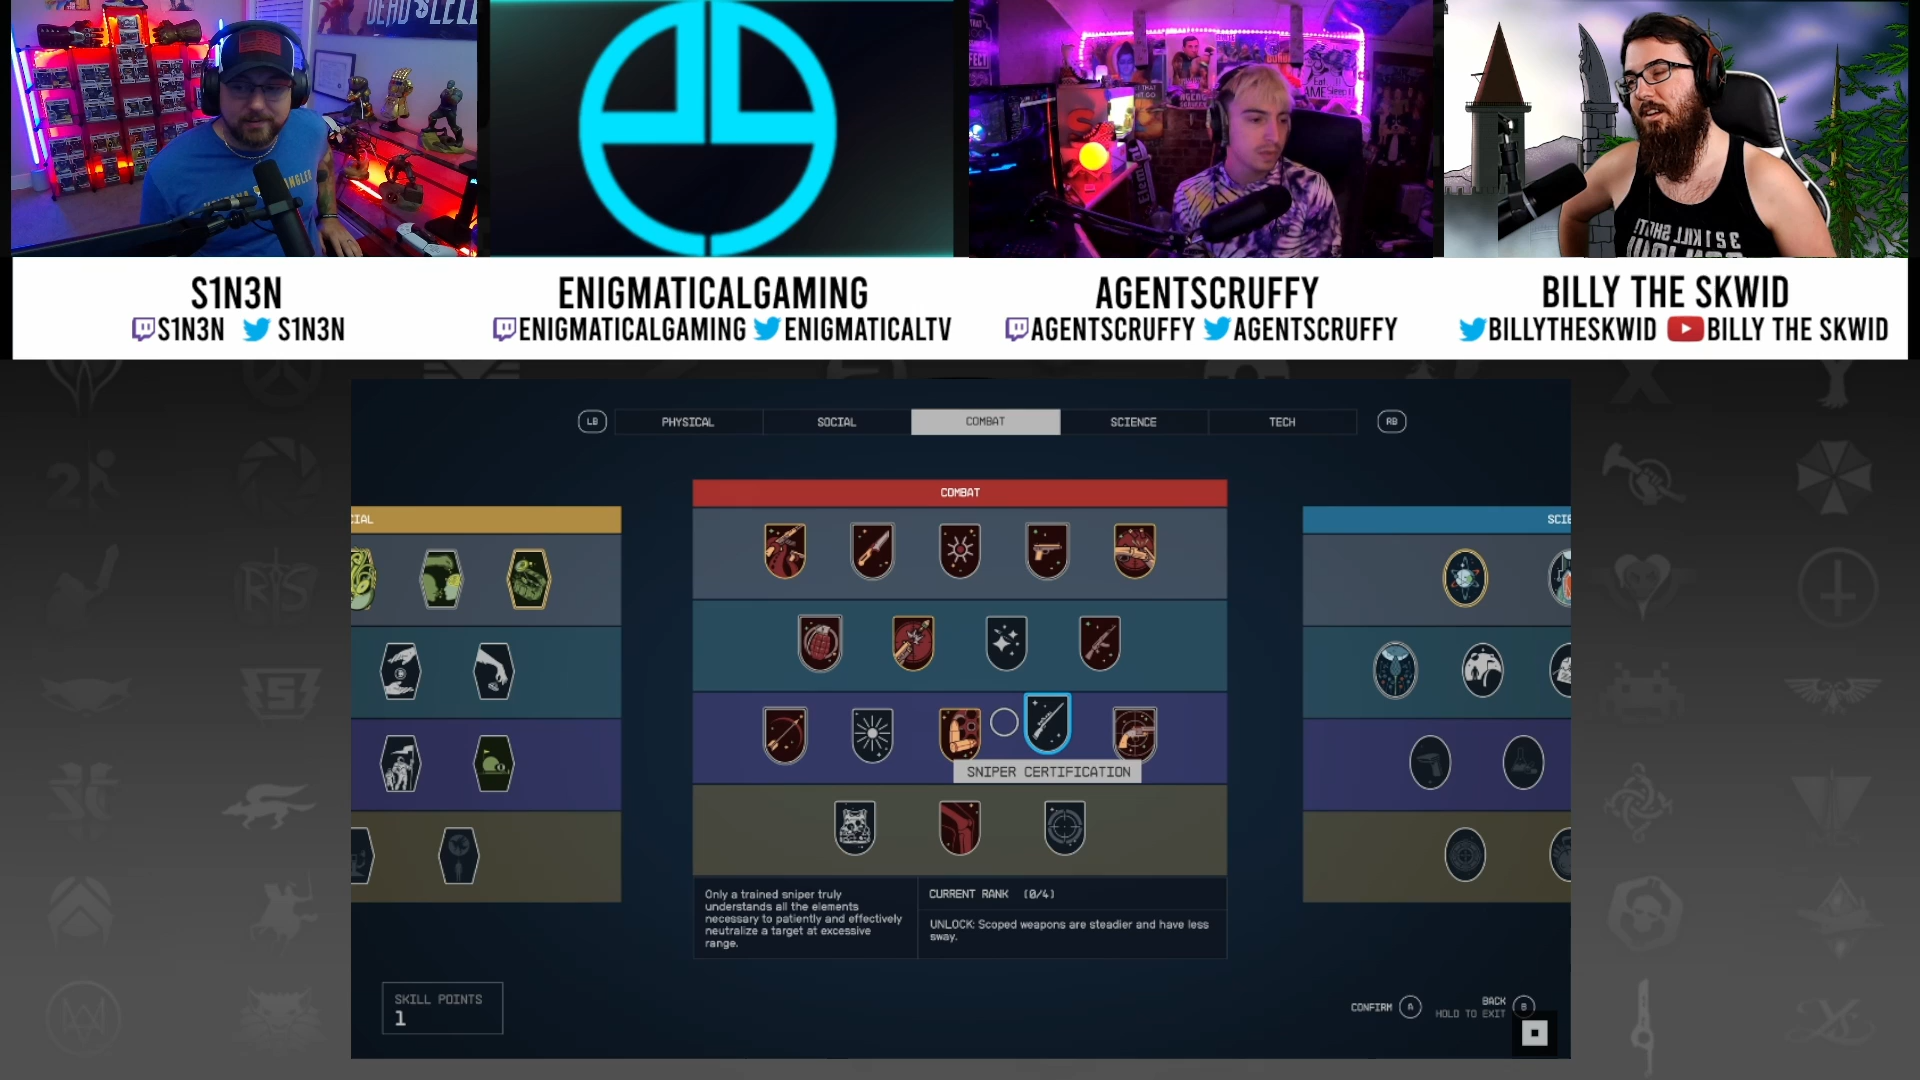 S1N3N
S1N3N S1N3N
ENIGMATICALGAMING
ENIGMATICALGAMING ENIGMATICALTV
AGENTSCRUFFY
AGENTSCRUFFY AGENTSCRUFFY
BILLY THE SKWID
BILLYTHESKWID BILLY THE SKWID
LB PHYSICAL SOCIAL COMBAT SCIENCE TECH RB
COMBAT
CIAL
SCIE
SNIPER CERTIFICATION
Only a trained sniper truly
understands all the elements
necessary to patiently and effectively
neutralize a target at excessive
range.
CURRENT RANK (0/4)
UNLOCK: Scoped weapons are steadier and have less
sway.
SKILL POINTS
1
CONFIRM A
BACK B
HOLD TO EXIT